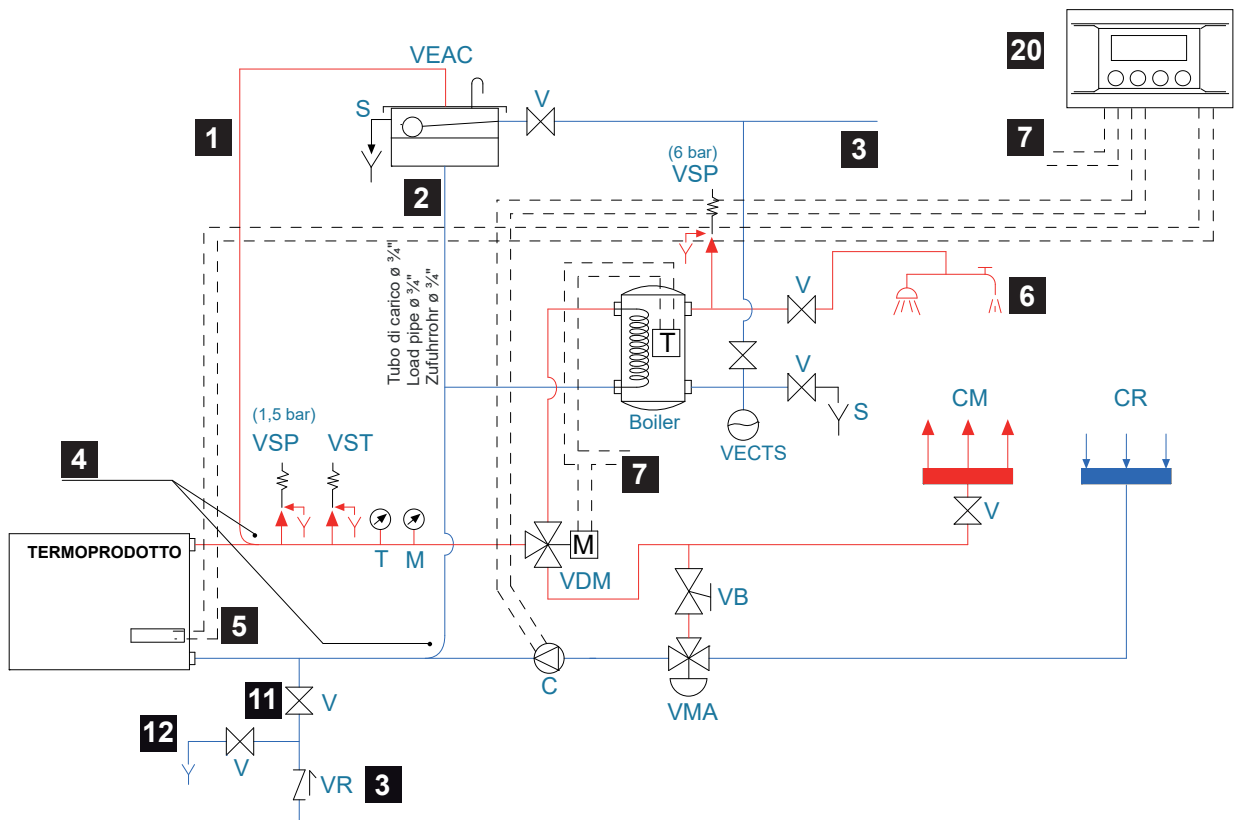 VEAC
20
S
V
1
3
7
(6 bar)
VSP
2
Tubo di carico ø ¾"
Load pipe ø ¾"
Zufuhrrohr ø ¾"
V
6
T
V
S
Boiler
VECTS
CM
CR
(1,5 bar)
VSP
VST
4
7
V
TERMOPRODOTTO
T
M
M
VDM
VB
5
C
VMA
11
V
12
V
VR
3